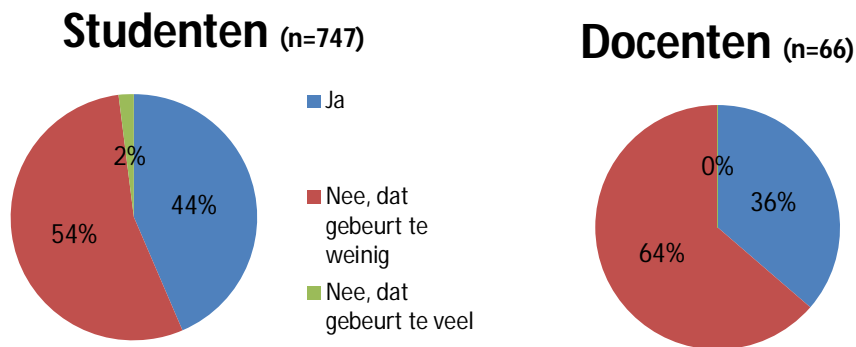 Studenten (n=747)
2%
44%
54%
Ja
Nee, dat
gebeurt te
weinig
Nee, dat
gebeurt te veel
Docenten (n=66)
0%
36%
64%